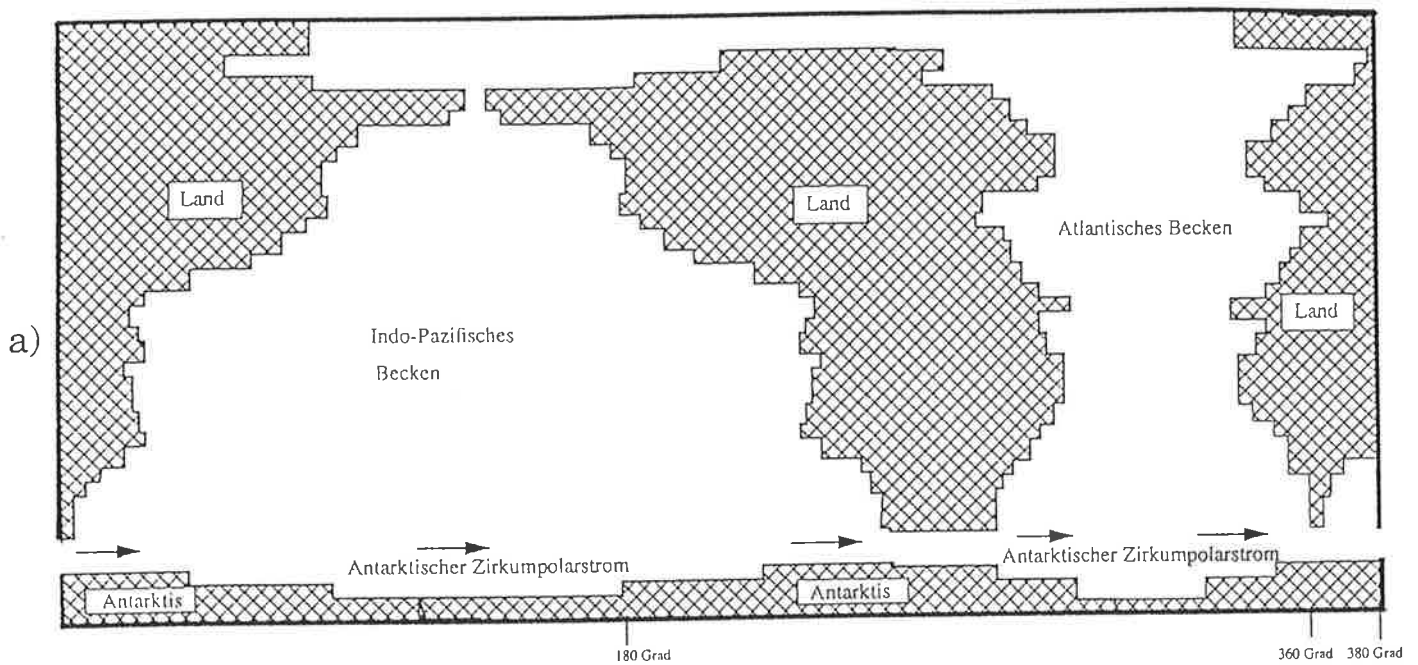 Land
Land
Atlantisches Becken
Land
a)
Indo-Pazifisches
Becken
Antarktischer Zirkumpolarstrom
Antarktischer Zirkumpolarstrom
Antarktis
Antarktis
180 Grad
360 Grad
380 Grad